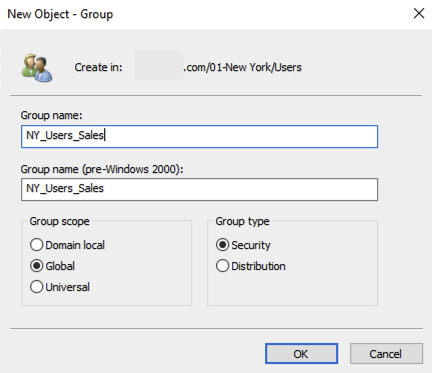 New Object - Group
Create in: .com/01-New York/Users
Group name:
NY_Users_Sales
Group name (pre-Windows 2000):
NY_Users_Sales
Group scope
Domain local
Global
Universal
Group type
Security
Distribution
OK Cancel